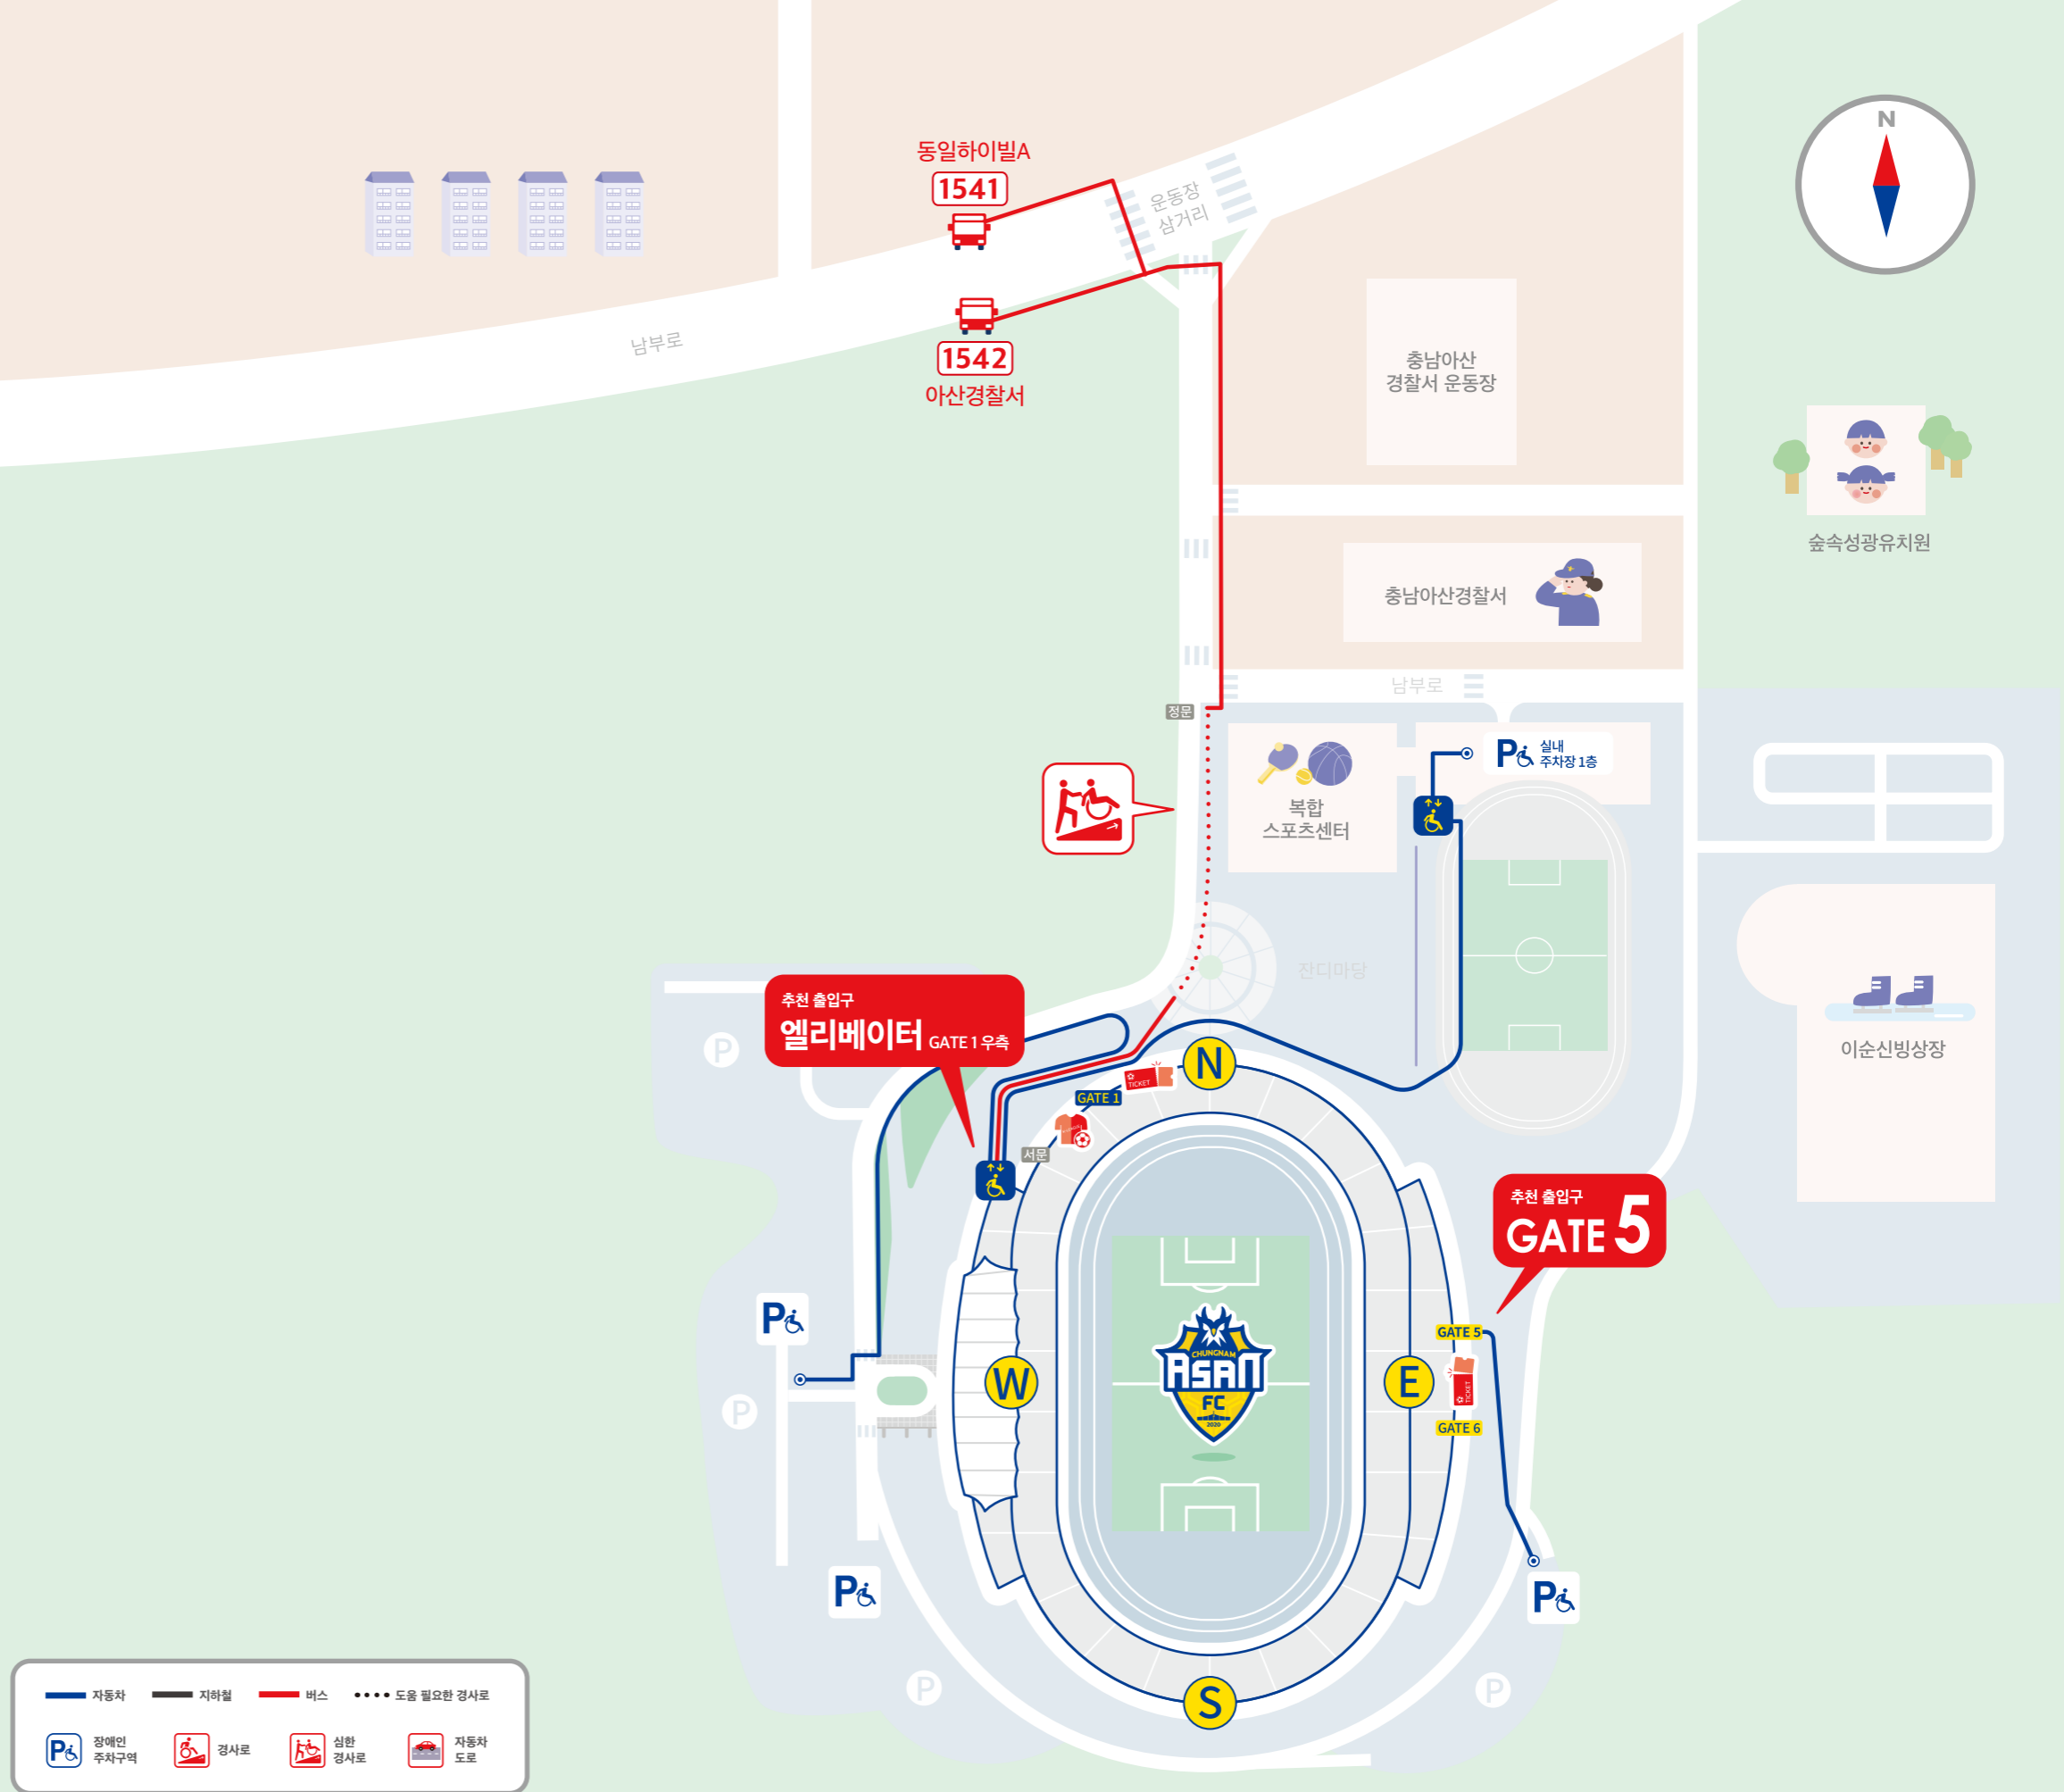 N
동일하이빌A
1541
운동장
삼거리
남부로
1542
아산경찰서
충남아산
경찰서 운동장
숲속성광유치원
충남아산경찰서
남부로
정문
실내
주차장 1층
P
복합
스포츠센터
잔디마당
추천 출입구
엘리베이터 GATE 1 우측
P
N
TICKET
GATE 1
서문
이순신빙상장
추천 출입구
GATE 5
P
W
CHUNGNAM
ASAN
FC
2020
E
GATE 5
TICKET
GATE 6
P
P
P
S
P
P
자동차
지하철
버스
도움 필요한 경사로
P
장애인
주차구역
경사로
심한
경사로
자동차
도로